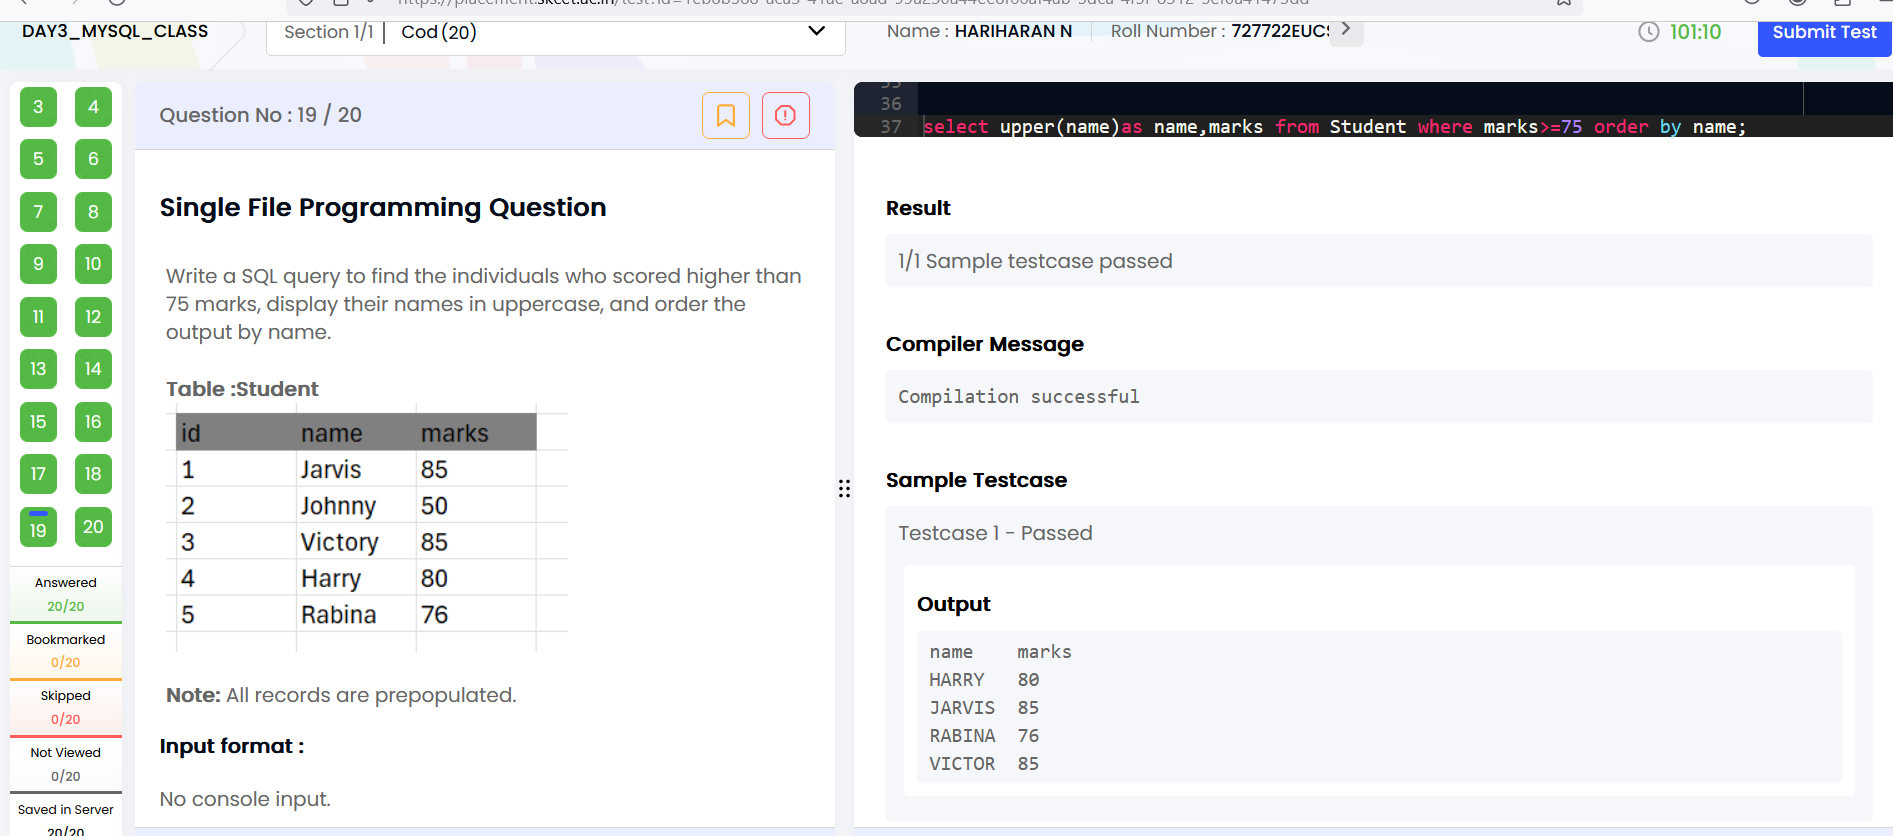 DAY3_MYSQL_CLASS
Section 1/1 | Cod (20)
Name : HARIHARAN N
Roll Number : 727722EUC
101:10
Submit Test
3 4
5 6
7 8
9 10
11 12
13 14
15 16
17 18
19 20
Answered
20/20
Bookmarked
0/20
Skipped
0/20
Not Viewed
0/20
Saved in Server
20/20
Question No : 19 / 20
Single File Programming Question
Write a SQL query to find the individuals who scored higher than
75 marks, display their names in uppercase, and order the
output by name.
Table :Student
id name marks
1 Jarvis 85
2 Johnny 50
3 Victory 85
4 Harry 80
5 Rabina 76
Note: All records are prepopulated.
Input format :
No console input.
35
36
37 select upper(name)as name,marks from Student where marks>=75 order by name;
Result
1/1 Sample testcase passed
Compiler Message
Compilation successful
Sample Testcase
Testcase 1 - Passed
Output
name marks
HARRY 80
JARVIS 85
RABINA 76
VICTOR 85